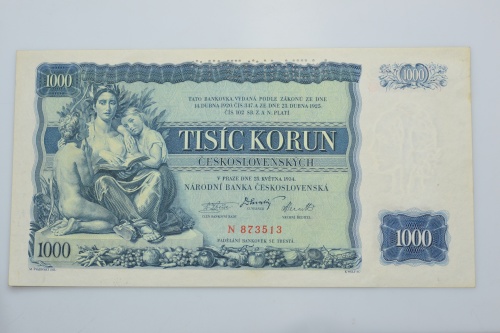 1000
1000
TATO BANKOVKA VYDANÁ PODLE ZÁKONŮ ZE DNE
14. DUBNA 1920, ČÍS. 347 A ZE DNE 23. DUBNA 1925,
ČÍS. 102 SB. Z. A N. PLATÍ
TISÍC KORUN
ČESKOSLOVENSKÝCH
V PRAZE DNE 25. KVĚTNA 1934.
NÁRODNÍ BANKA ČESKOSLOVENSKÁ
GUVERNÉR
N 873513
PADĚLÁNÍ BANKOVEK SE TRESTÁ.
1000
1000